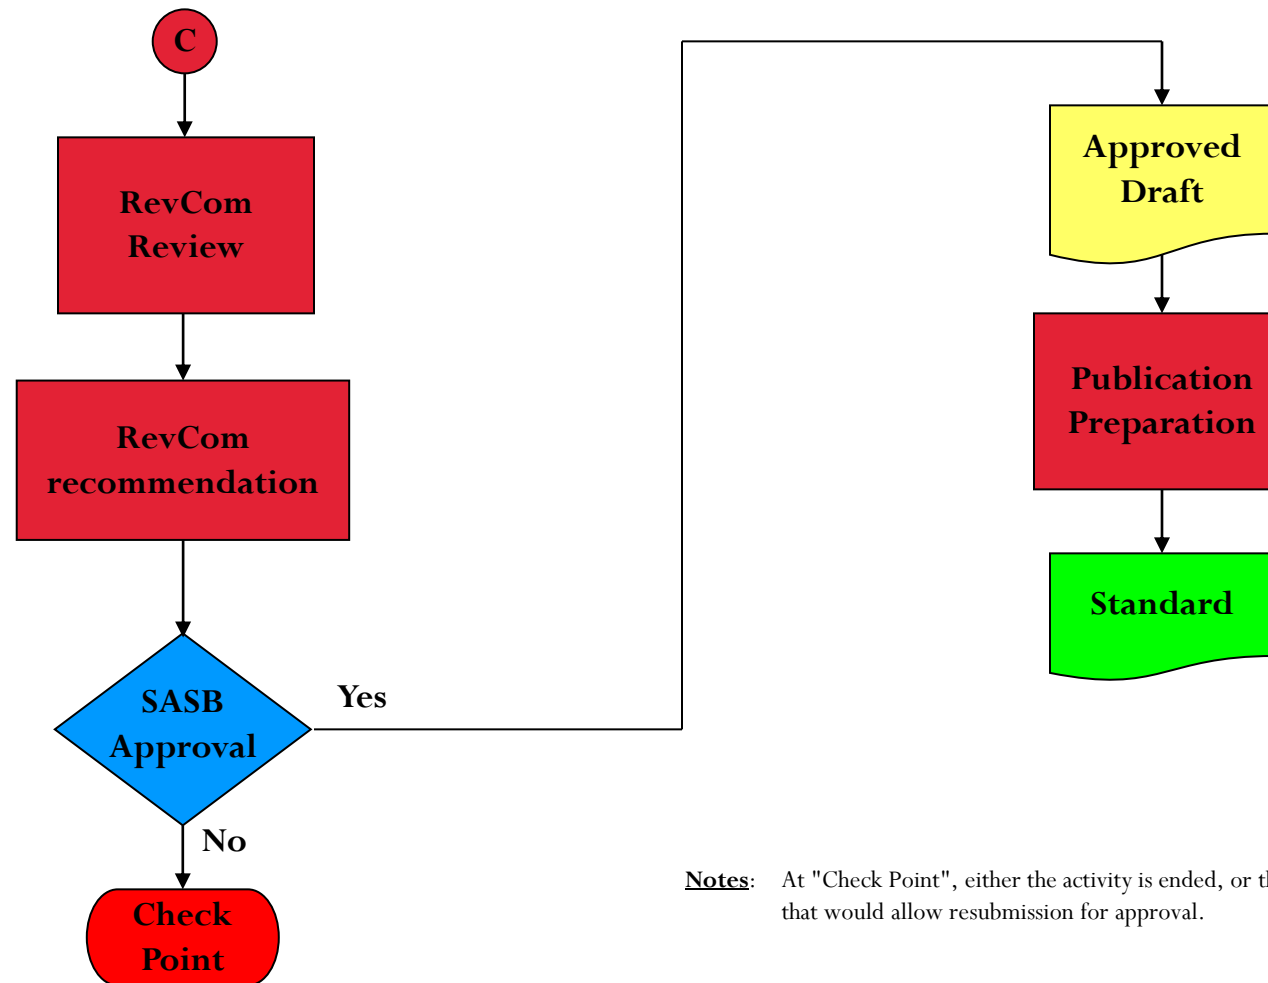 C
RevCom
Review
RevCom
recommendation
SASB
Approval
Yes
No
Check
Point
Approved
Draft
Publication
Preparation
Standard
Notes: At "Check Point", either the activity is ended, or
that would allow resubmission for approval.